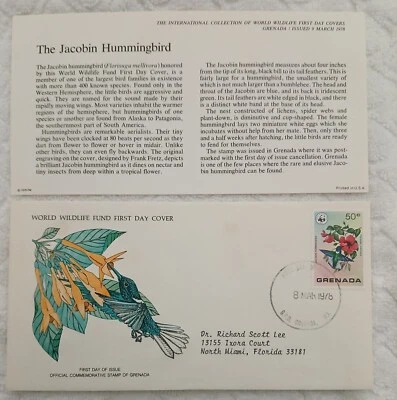 THE INTERNATIONAL COLLECTION OF WORLD WILDLIFE FIRST DAY COVERS
GRENADA / ISSUED 8 MARCH 1978
The Jacobin Hummingbird
The Jacobin hummingbird (Florisuga mellivora) honored
by this World Wildlife Fund First Day Cover, is a
member of one of the largest bird families in existence
with more than 400 known species. Found only in the
Western Hemisphere, the little birds are aggressively
gay. They are named for the sound made by their
rapidly moving wings. Most varieties inhabit the warmer
regions of the hemisphere, but hummingbirds of one
species or another are found from Alaska to Patagonia,
the southernmost part of South America.
Hummingbirds are remarkable aerialists. Their tiny
wings have been clocked at 80 beats per second as they
dart from flower to flower or hover in midair. Unlike
other birds, they can even fly backwards. The original
engraving on the cover, designed by Frank Fretz, depicts
a brilliant Jacobin hummingbird as it dines on nectar and
tiny insects from deep within a tropical flower.
The Jacobin hummingbird measures about four inches
from the tip of its long, black bill to its tail feathers. This is
fairly large for a hummingbird, the smallest variety of
which is not much larger than a bumblebee. The head and
throat of the Jacobin are blue, and its back is iridescent
green. Its tail feathers are white edged in black, and there
is a distinct white band at the base of its head.
The nest constructed of lichens, spider webs and
plant-down, is diminutive and cup-shaped. The female
hummingbird lays two miniature white eggs which she
incubates without help from her mate. Then, only three
and a half weeks after hatching, the little birds are ready
to feed for themselves.
The stamp was issued in Grenada where it was post-
marked with the first day of issue cancellation. Grenada is
one of the few places where the rare and elusive Jaco-
bin hummingbird can be found.
WORLD WILDLIFE FUND FIRST DAY COVER
50¢
GRENADA
8 MAR 1978
Dr. Richard Scott Lee
13155 Ixora Court
North Miami, Florida 33181
FIRST DAY OF ISSUE
OFFICIAL COMMEMORATIVE STAMP OF GRENADA